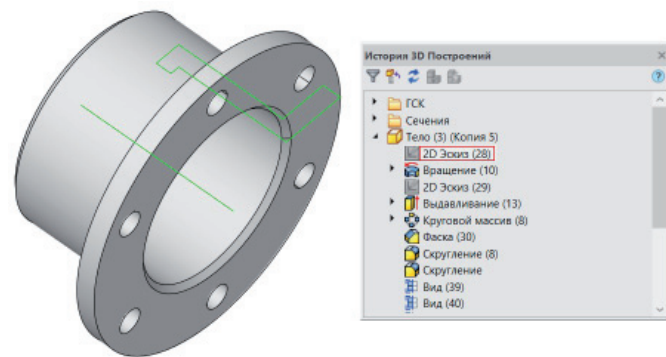 История 3D Построений
ГСК
Сечения
Тело (3) (Копия 5)
2D Эскиз (28)
Вращение (10)
2D Эскиз (29)
Выдавливание (13)
Круговой массив (8)
Фаска (30)
Скругление (8)
Скругление
Вид (39)
Вид (40)